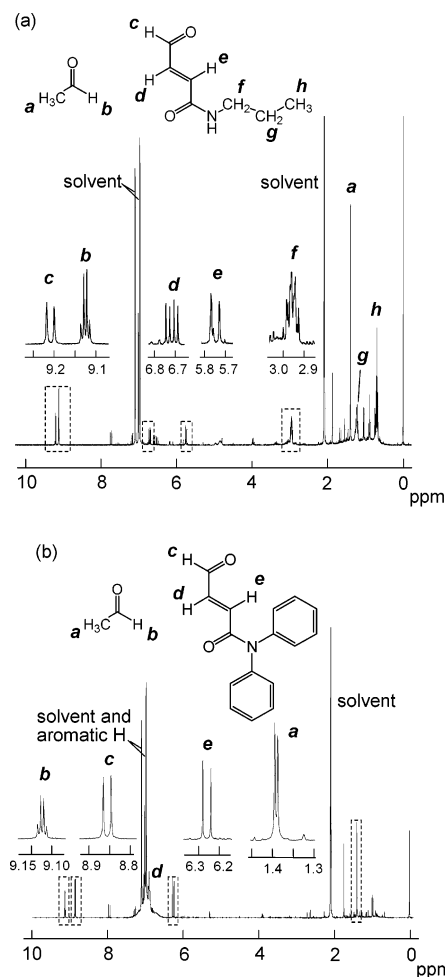 (a)
c
H O
e
H
d
H
O
a H3C H b
O N H
f
CH2 CH3
h
CH2
g
solvent
solvent
a
c b d e f
g h
9.2 9.1 6.8 6.7 5.8 5.7 3.0 2.9
10 8 6 4 2 0
ppm
(b)
c
H O
d e
H
H
O
a H3C H b
O N
solvent and
aromatic H
solvent
b c d e a
9.15 9.10 8.9 8.8 6.3 6.2 1.4 1.3
10 8 6 4 2 0
ppm